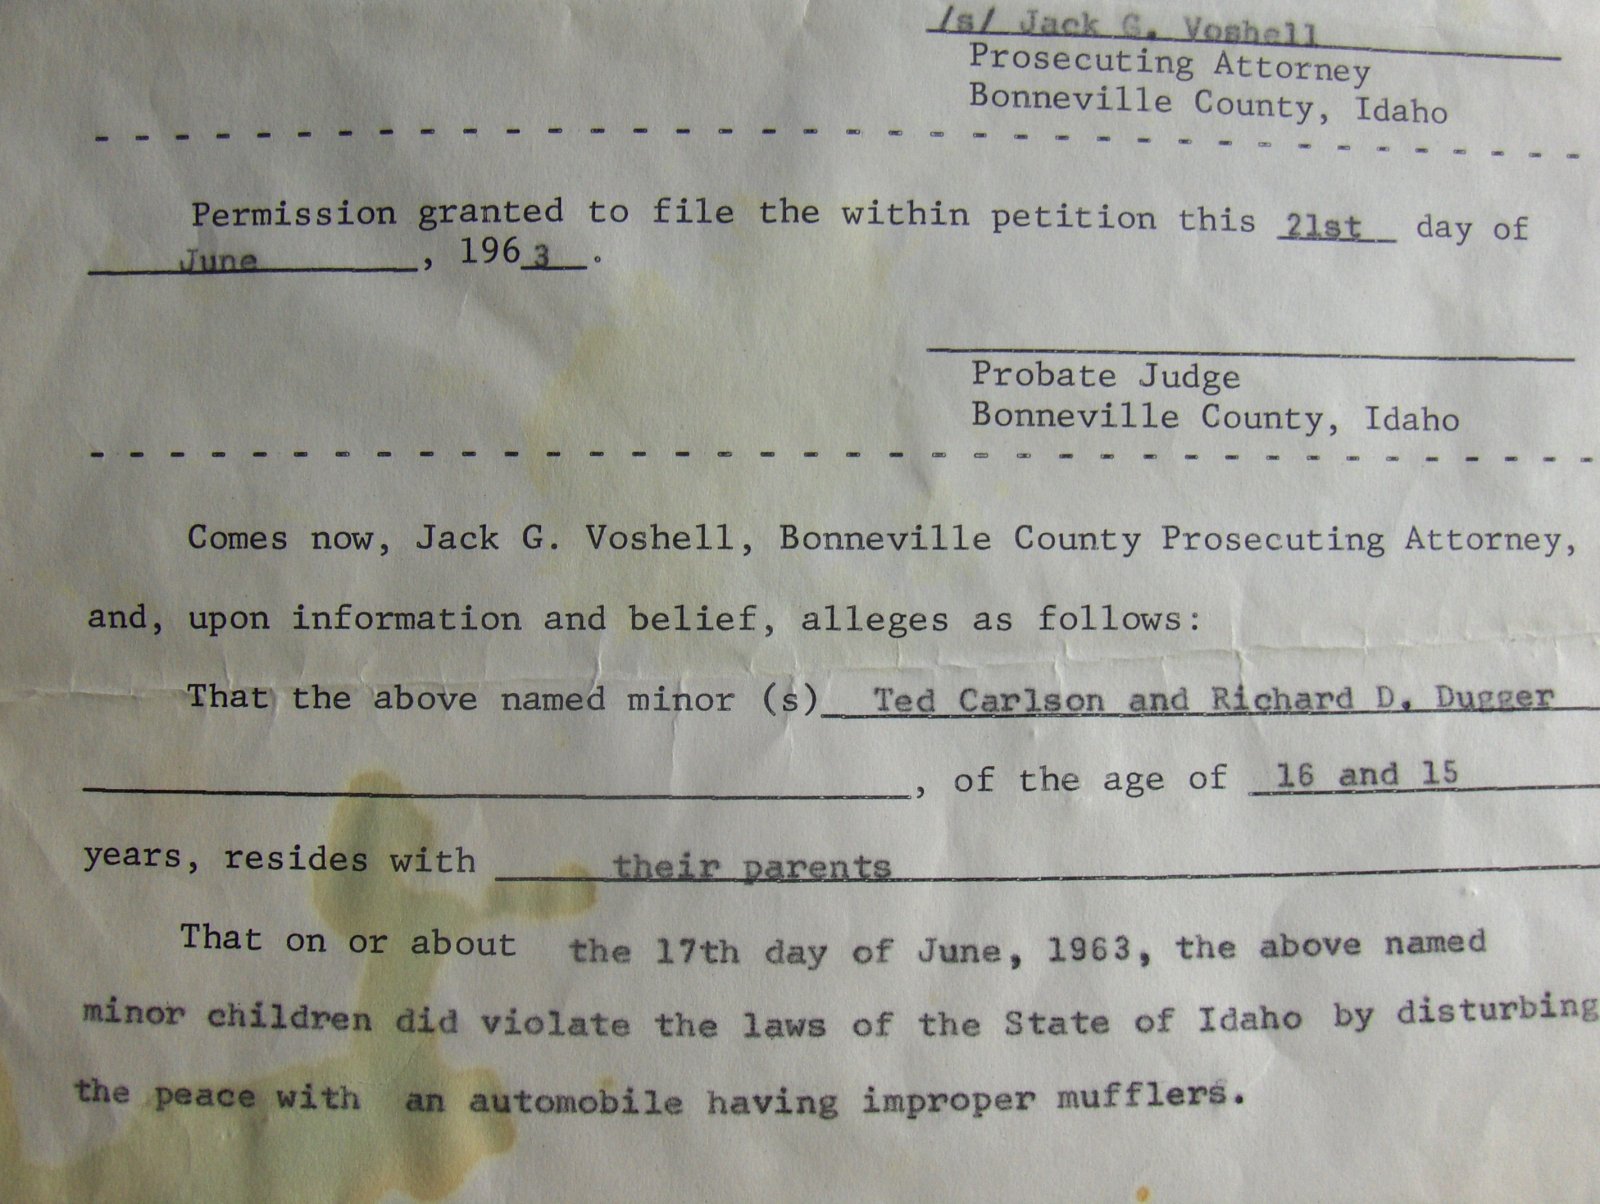 /s/ Jack G. Voshell
Prosecuting Attorney
Bonneville County, Idaho
Permission granted to file the within petition this 21st day of
June, 1963.
Probate Judge
Bonneville County, Idaho
Comes now, Jack G. Voshell, Bonneville County Prosecuting Attorney,
and, upon information and belief, alleges as follows:
That the above named minor (s) Ted Carlson and Richard D. Dugger
, of the age of 16 and 15
years, resides with their parents
That on or about the 17th day of June, 1963, the above named
minor children did violate the laws of the State of Idaho by disturbing
the peace with an automobile having improper mufflers.